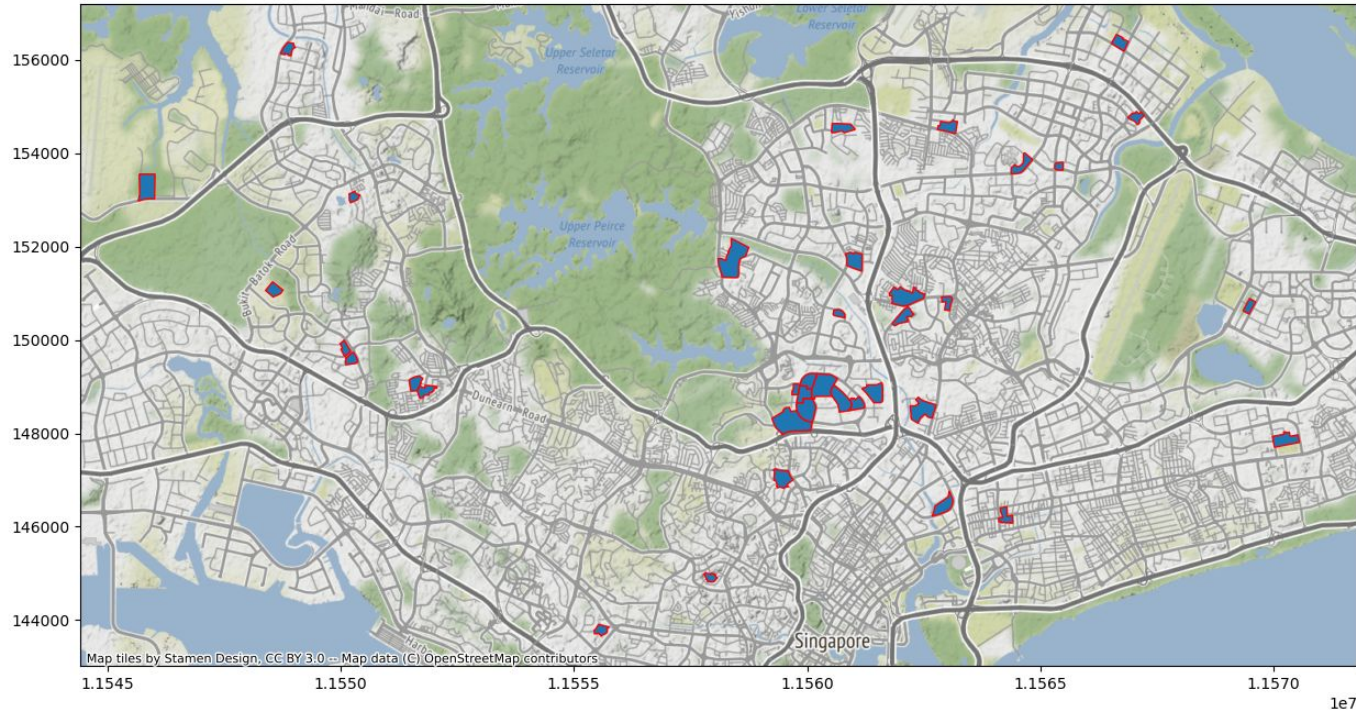 156000
154000
152000
150000
148000
146000
144000
Mandai Road
Upper Seletar
Reservoir
Lower Seletar
Reservoir
Upper Peirce
Reservoir
Bukit Batok Road
Dunearn Road
Singapore
Map tiles by Stamen Design, CC BY 3.0 -- Map data (C) OpenStreetMap contributors
1.1545
1.1550
1.1555
1.1560
1.1565
1.1570
1e7